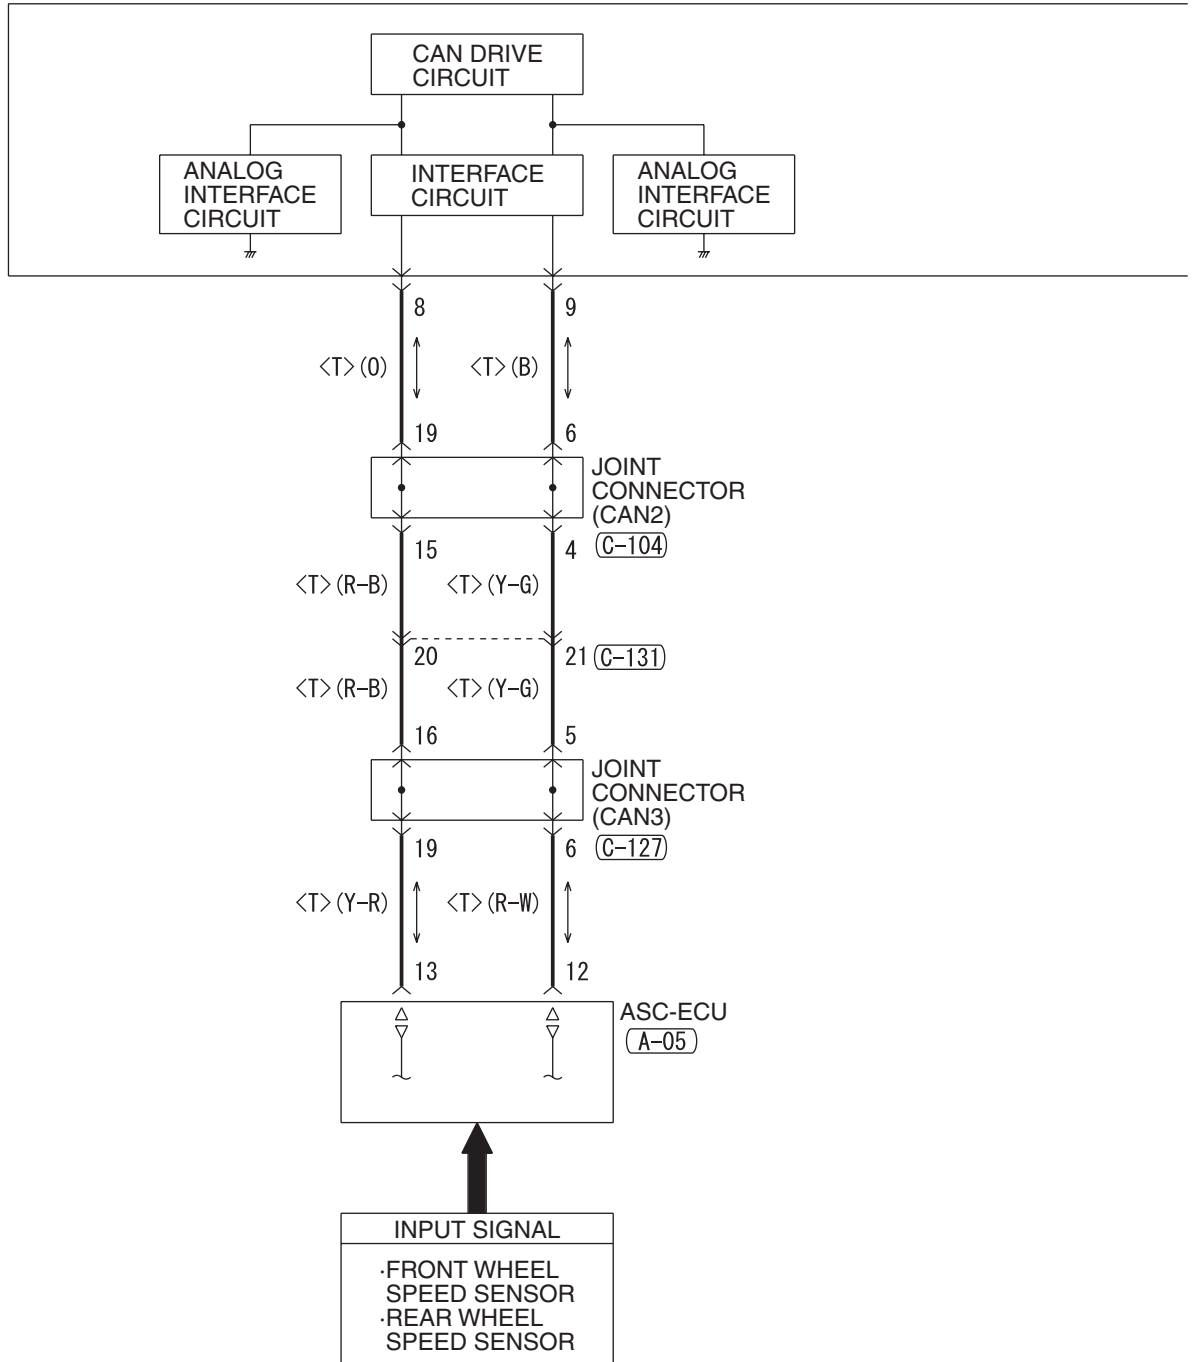 CAN DRIVE
CIRCUIT
ANALOG
INTERFACE
CIRCUIT
INTERFACE
CIRCUIT
ANALOG
INTERFACE
CIRCUIT
8
9
<T>(O)
<T>(B)
19
6
JOINT
CONNECTOR
(CAN2)
C-104
15
4
<T>(R-B)
<T>(Y-G)
20
21
C-131
<T>(R-B)
<T>(Y-G)
16
5
JOINT
CONNECTOR
(CAN3)
C-127
19
6
<T>(Y-R)
<T>(R-W)
13
12
ASC-ECU
A-05
INPUT SIGNAL
·FRONT WHEEL
SPEED SENSOR
·REAR WHEEL
SPEED SENSOR